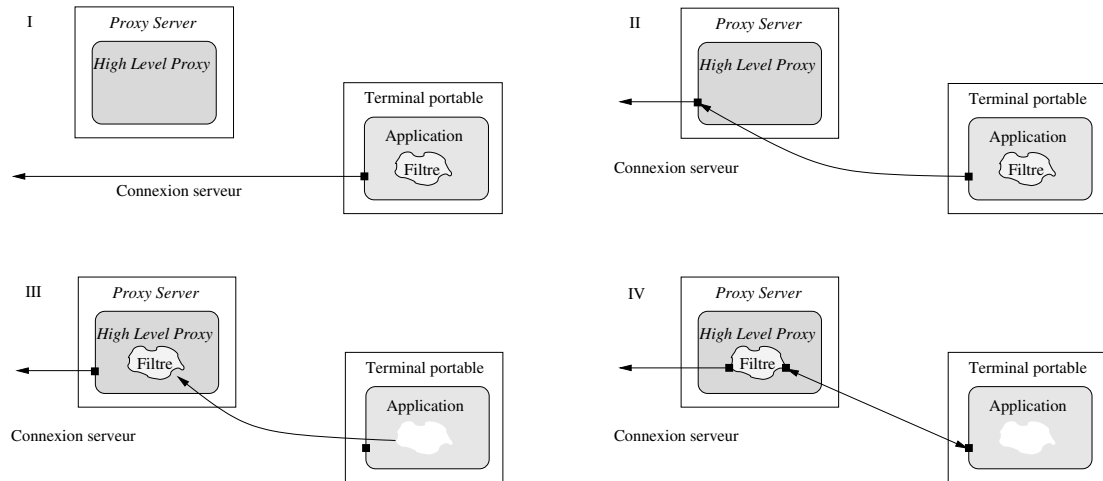 I
Proxy Server
High Level Proxy
Terminal portable
Application
Filtre
Connexion serveur
II
Proxy Server
High Level Proxy
Terminal portable
Application
Filtre
Connexion serveur
III
Proxy Server
High Level Proxy
Filtre
Terminal portable
Application
Connexion serveur
IV
Proxy Server
High Level Proxy
Filtre
Terminal portable
Application
Connexion serveur